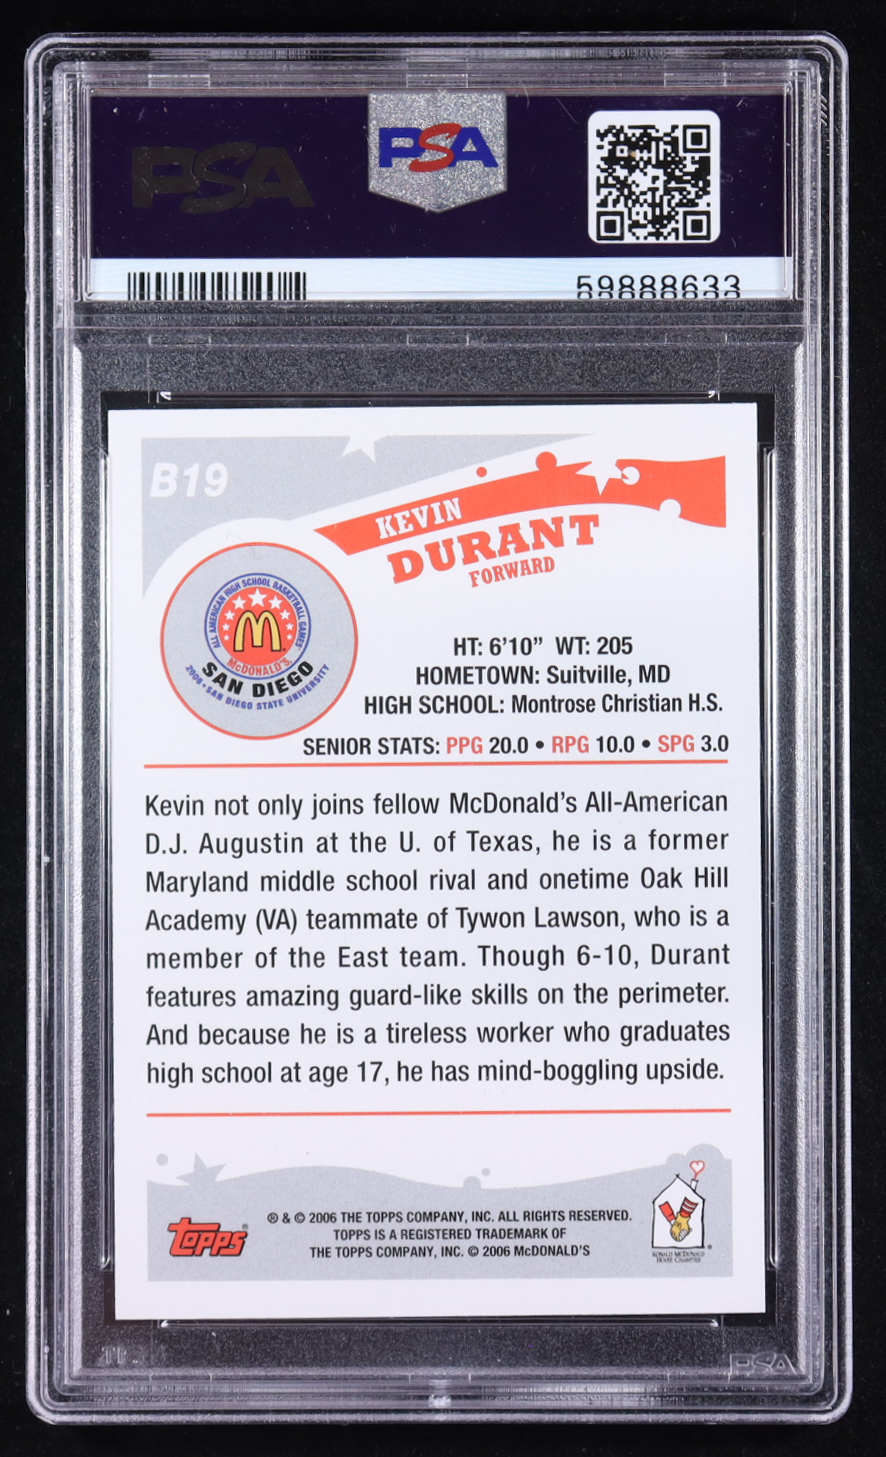 PSA
PSA
59888633
B19
KEVIN
DURANT
FORWARD
ALL AMERICAN HIGH SCHOOL BASKETBALL GAMES
McDONALD'S
SAN DIEGO
2006 • SAN DIEGO STATE UNIVERSITY
HT: 6'10" WT: 205
HOMETOWN: Suitville, MD
HIGH SCHOOL: Montrose Christian H.S.
SENIOR STATS: PPG 20.0 • RPG 10.0 • SPG 3.0
Kevin not only joins fellow McDonald's All-American
D.J. Augustin at the U. of Texas, he is a former
Maryland middle school rival and onetime Oak Hill
Academy (VA) teammate of Tywon Lawson, who is a
member of the East team. Though 6-10, Durant
features amazing guard-like skills on the perimeter.
And because he is a tireless worker who graduates
high school at age 17, he has mind-boggling upside.
Topps®
® & © 2006 THE TOPPS COMPANY, INC. ALL RIGHTS RESERVED.
TOPPS IS A REGISTERED TRADEMARK OF
THE TOPPS COMPANY, INC. © 2006 McDONALD'S
RONALD McDONALD
HOUSE CHARITIES
PSA